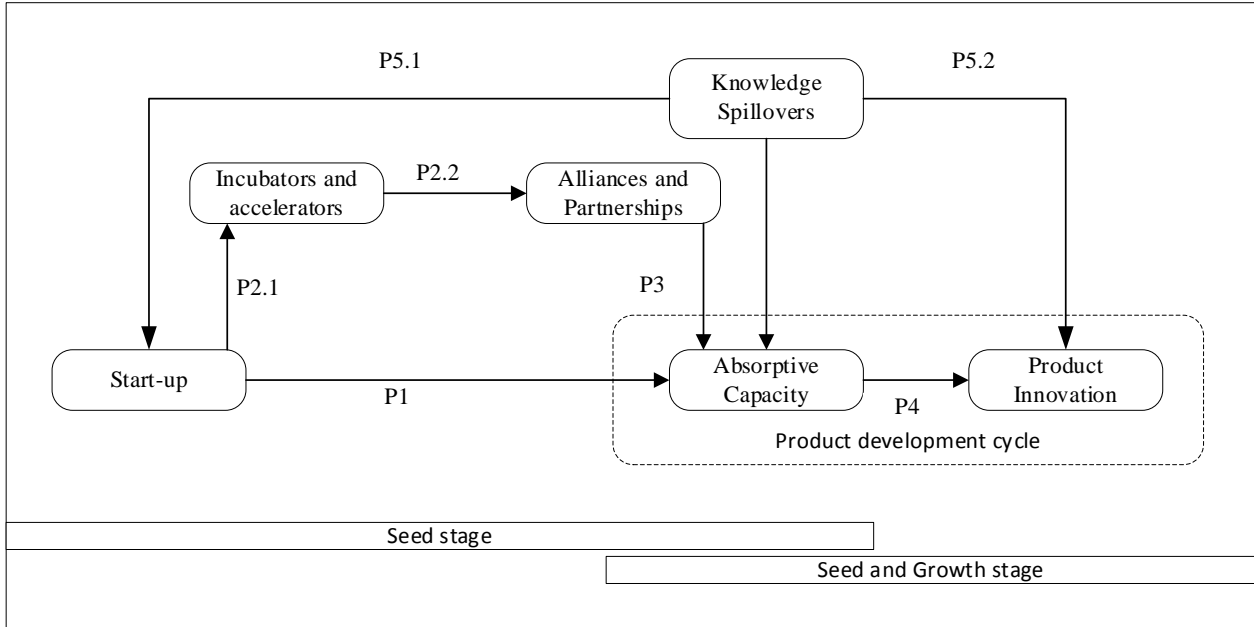 P5.1
Knowledge
Spillovers
P5.2
Incubators and
accelerators
P2.2
Alliances and
Partnerships
P2.1
P3
Start-up
P1
Absorptive
Capacity
P4
Product
Innovation
Product development cycle
Seed stage
Seed and Growth stage